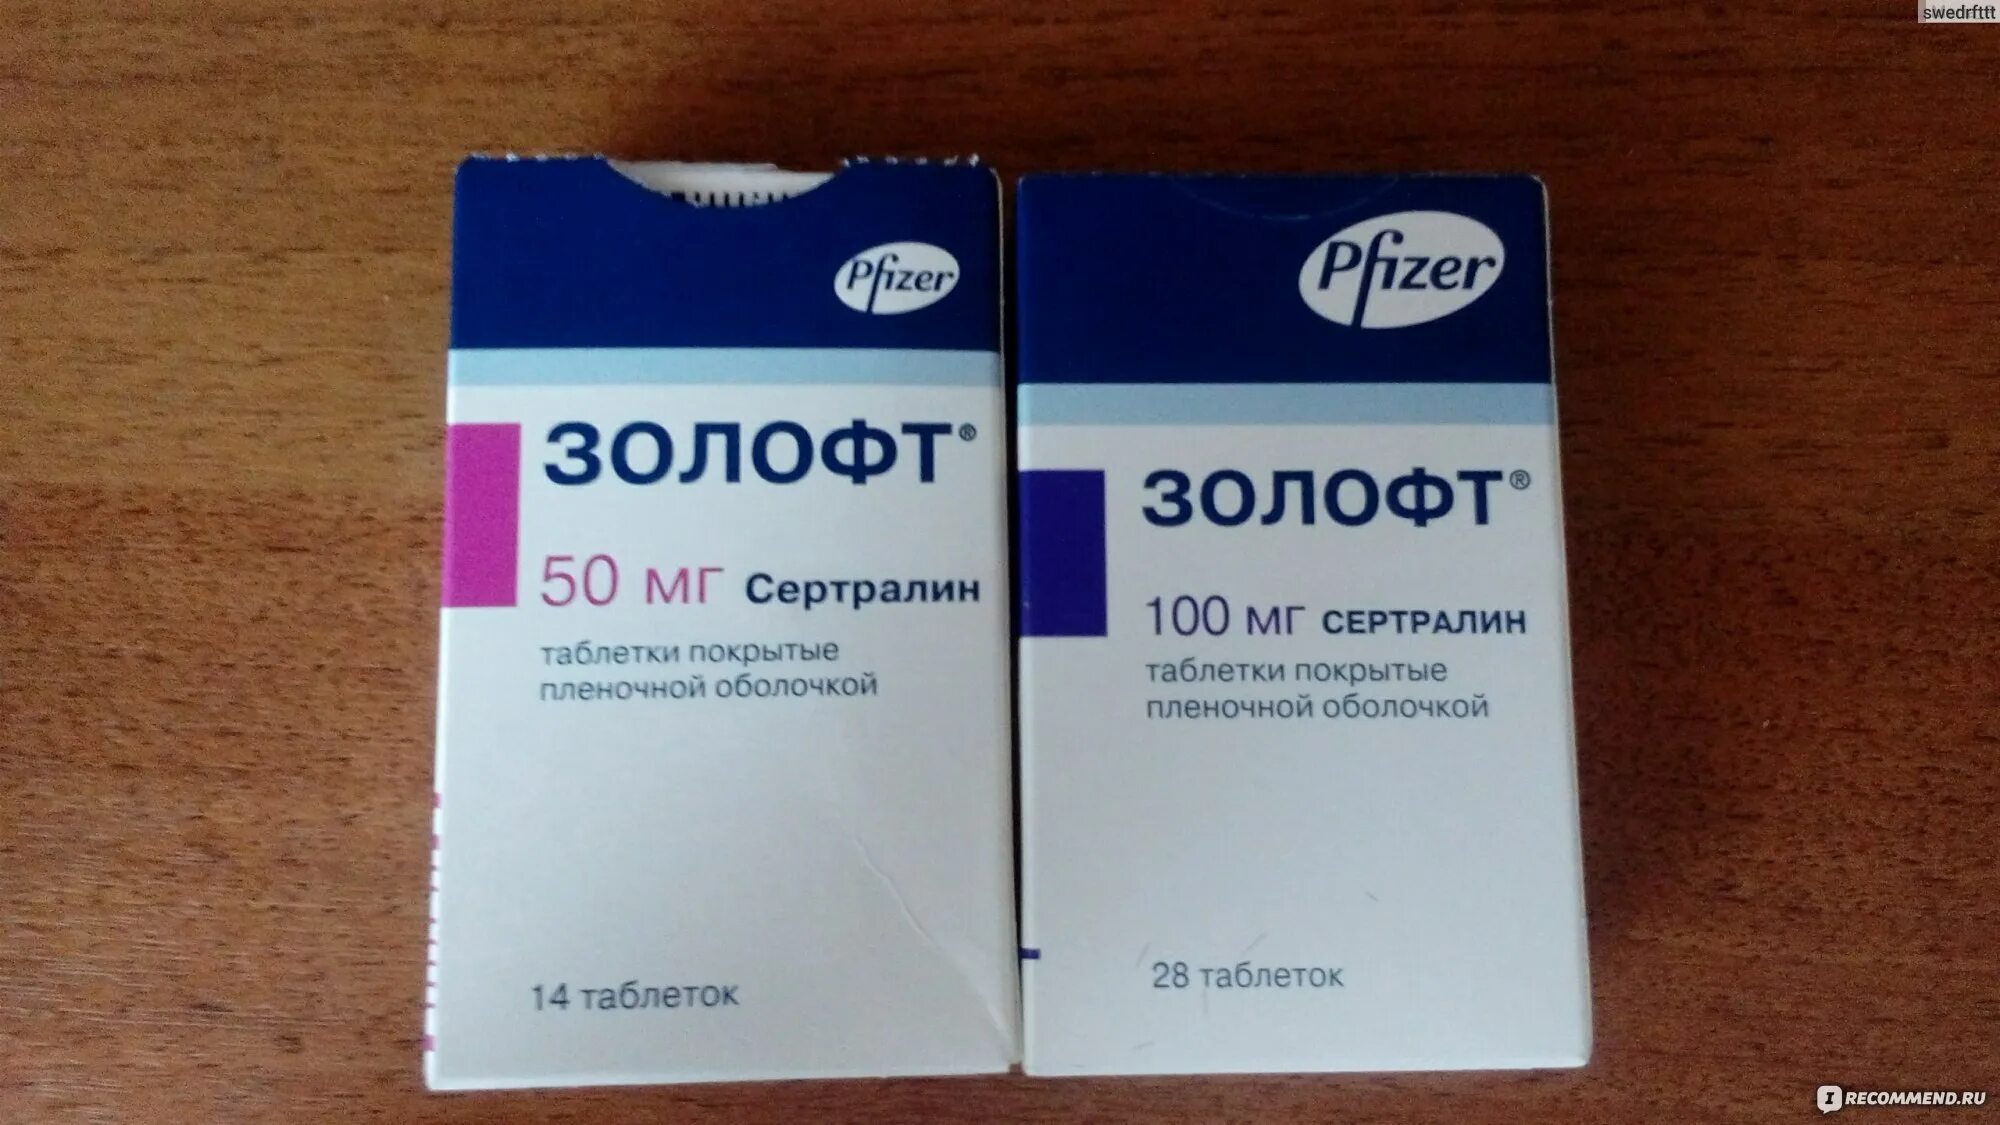 swedrfttt
Pfizer
ЗОЛОФТ®
50 мг Сертралин
таблетки покрытые
пленочной оболочкой
14 таблеток
Pfizer
ЗОЛОФТ®
100 мг СЕРТРАЛИН
таблетки покрытые
пленочной оболочкой
28 таблеток
IRECOMMEND.RU